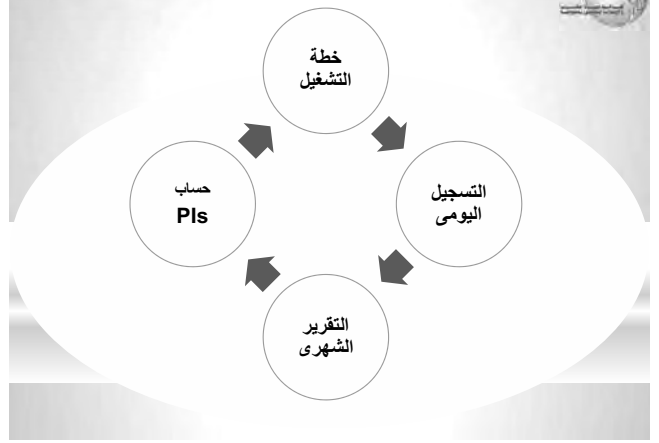 خطة
التشغيل
التسجيل
اليومى
التقرير
الشهرى
حساب
PIs